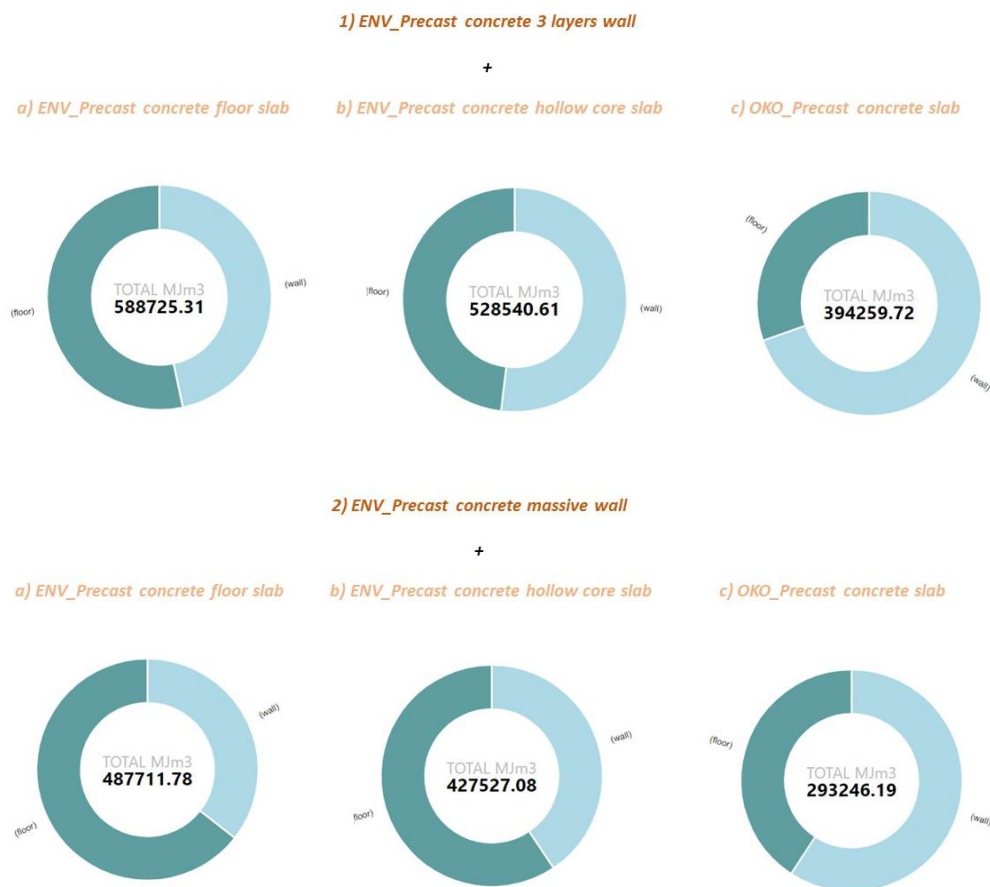 1) ENV_Precast concrete 3 layers wall
+
a) ENV_Precast concrete floor slab
b) ENV_Precast concrete hollow core slab
c) OKO_Precast concrete slab
(floor)
TOTAL MJm3
588725.31
(wall)
(floor)
TOTAL MJm3
528540.61
(wall)
(floor)
TOTAL MJm3
394259.72
(wall)
2) ENV_Precast concrete massive wall
+
a) ENV_Precast concrete floor slab
b) ENV_Precast concrete hollow core slab
c) OKO_Precast concrete slab
(wall)
TOTAL MJm3
487711.78
(floor)
(wall)
TOTAL MJm3
427527.08
floor)
(floor)
TOTAL MJm3
293246.19
(wall)